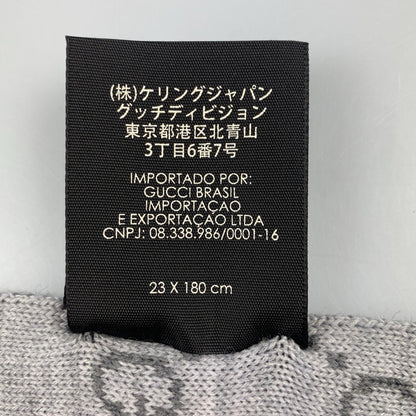 (株)ケリングジャパン
グッチディビジョン
東京都港区北青山
3丁目6番7号
IMPORTADO POR:
GUCCI BRASIL
IMPORTAÇAO
E EXPORTAÇÃO LTDA
CNPJ: 08.338.986/0001-16
23 X 180 cm